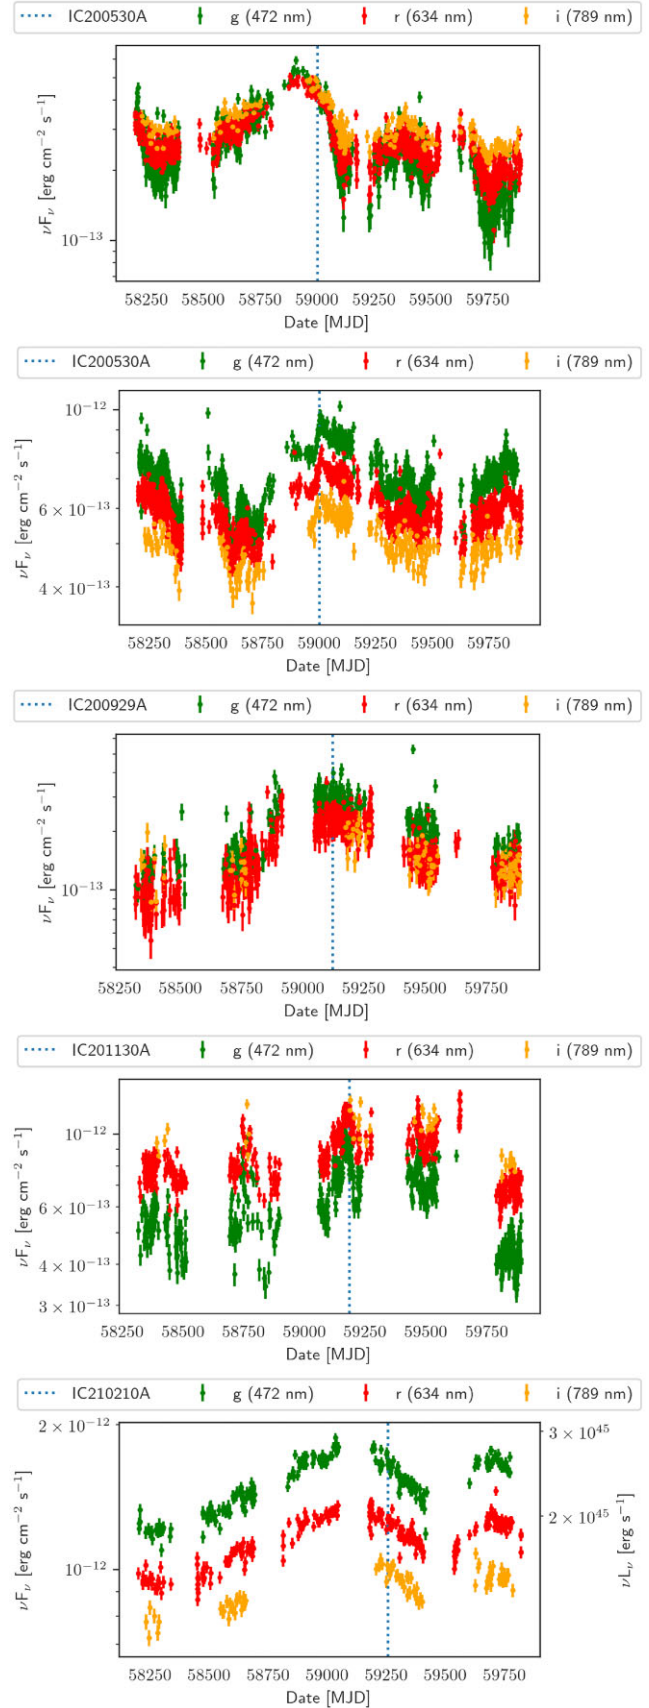 IC200530A g (472 nm) r (634 nm) i (789 nm)
νFν [erg cm⁻² s⁻¹]
10⁻¹³
58250 58500 58750 59000 59250 59500 59750
Date [MJD]
IC200530A g (472 nm) r (634 nm) i (789 nm)
νFν [erg cm⁻² s⁻¹]
10⁻¹²
6 × 10⁻¹³
4 × 10⁻¹³
58250 58500 58750 59000 59250 59500 59750
Date [MJD]
IC200929A g (472 nm) r (634 nm) i (789 nm)
νFν [erg cm⁻² s⁻¹]
10⁻¹³
58250 58500 58750 59000 59250 59500 59750
Date [MJD]
IC201130A g (472 nm) r (634 nm) i (789 nm)
νFν [erg cm⁻² s⁻¹]
10⁻¹²
6 × 10⁻¹³
4 × 10⁻¹³
3 × 10⁻¹³
58250 58500 58750 59000 59250 59500 59750
Date [MJD]
IC210210A g (472 nm) r (634 nm) i (789 nm)
νFν [erg cm⁻² s⁻¹]
2 × 10⁻¹²
10⁻¹²
3 × 10⁴⁵
2 × 10⁴⁵
νLν [erg s⁻¹]
58250 58500 58750 59000 59250 59500 59750
Date [MJD]